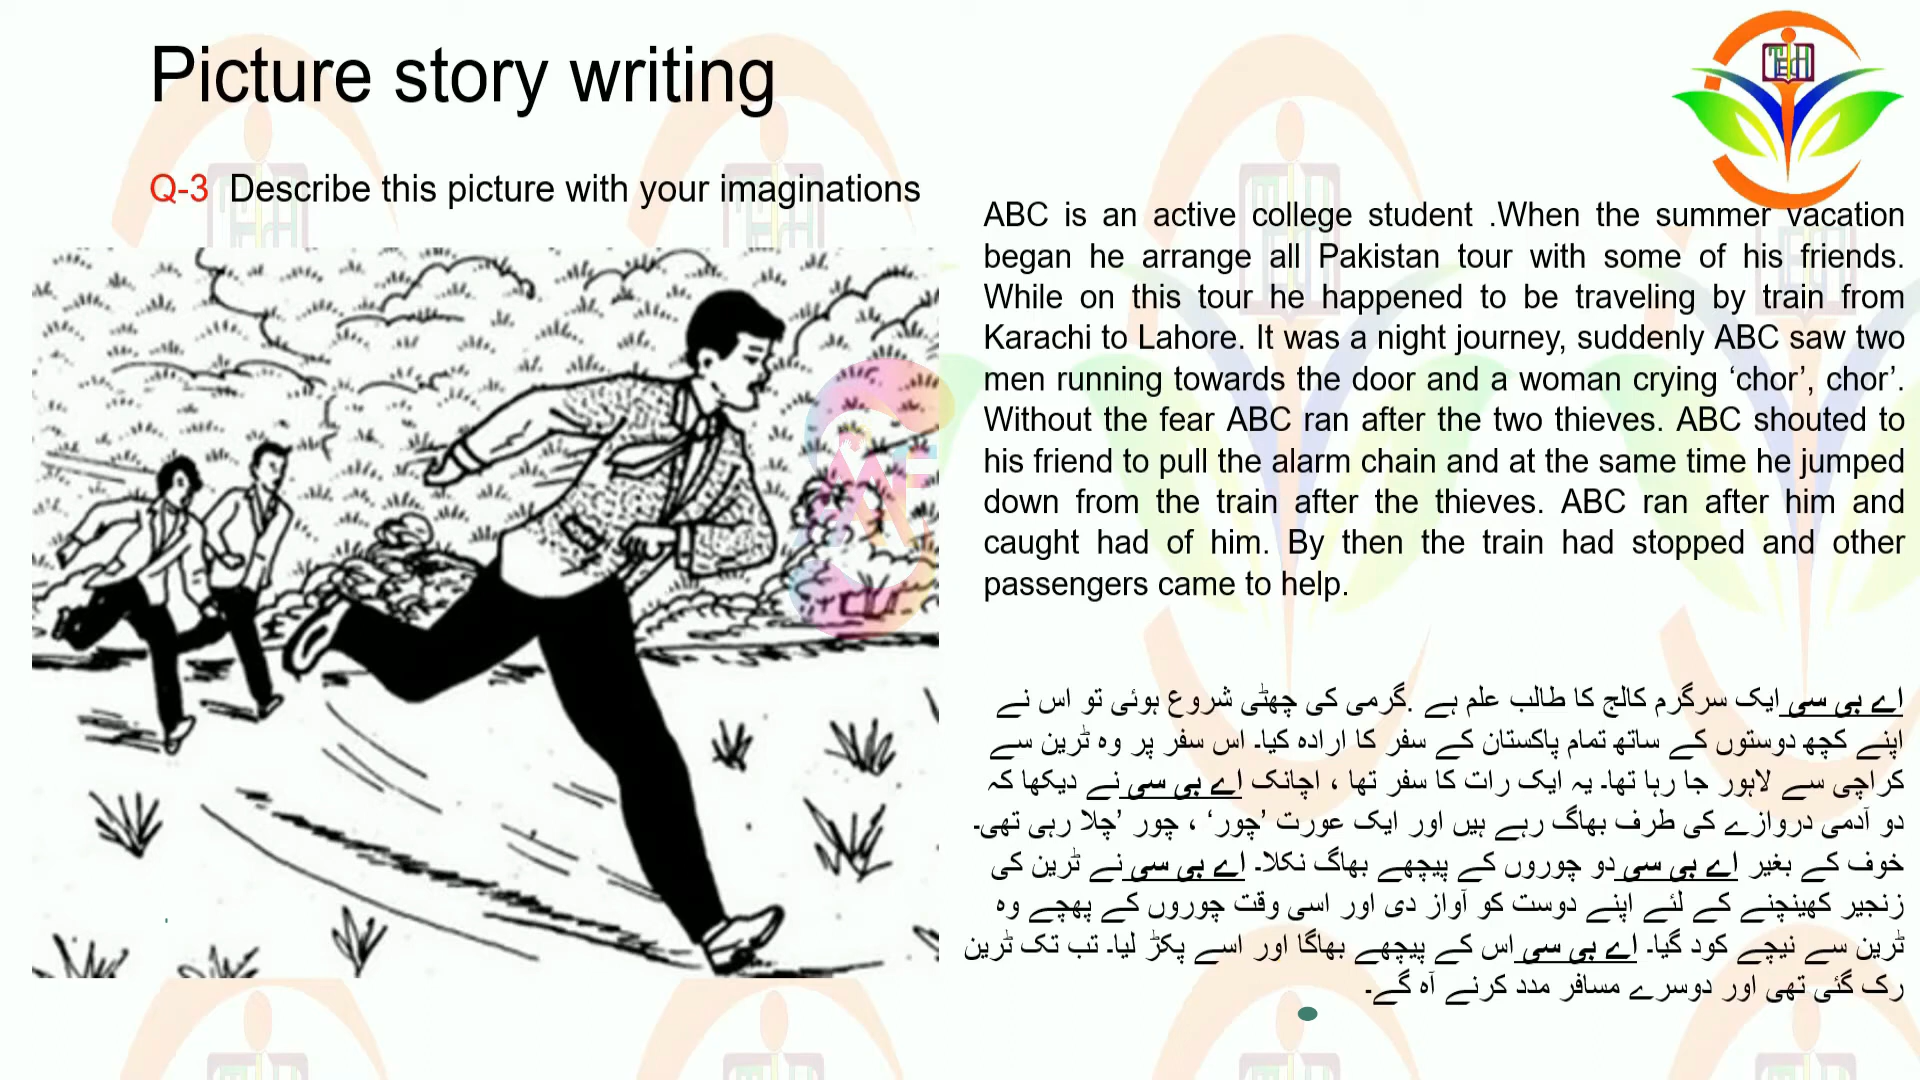 Picture story writing
Q-3 Describe this picture with your imaginations
ABC is an active college student .When the summer vacation
began he arrange all Pakistan tour with some of his friends.
While on this tour he happened to be traveling by train from
Karachi to Lahore. It was a night journey, suddenly ABC saw two
men running towards the door and a woman crying ‘chor’, chor’.
Without the fear ABC ran after the two thieves. ABC shouted to
his friend to pull the alarm chain and at the same time he jumped
down from the train after the thieves. ABC ran after him and
caught had of him. By then the train had stopped and other
passengers came to help.
اے بی سی ایک سرگرم کالج کا طالب علم ہے .گرمی کی چھٹی شروع ہوئی تو اس نے
اپنے کچھ دوستوں کے ساتھ تمام پاکستان کے سفر کا ارادہ کیا۔ اس سفر پر وہ ٹرین سے
کراچی سے لاہور جا رہا تھا۔ یہ ایک رات کا سفر تھا ، اچانک اے بی سی نے دیکھا کہ
دو آدمی دروازے کی طرف بھاگ رہے ہیں اور ایک عورت ’چور‘ ، چور ’چلا رہی تھی۔
خوف کے بغیر اے بی سی دو چوروں کے پیچھے بھاگ نکلا۔ اے بی سی نے ٹرین کی
زنجیر کھینچنے کے لئے اپنے دوست کو آواز دی اور اسی وقت چوروں کے پھچے وہ
ٹرین سے نیچے کود گیا۔ اے بی سی اس کے پیچھے بھاگا اور اسے پکڑ لیا۔ تب تک ٹرین
رک گئی تھی اور دوسرے مسافر مدد کرنے آہ گے۔